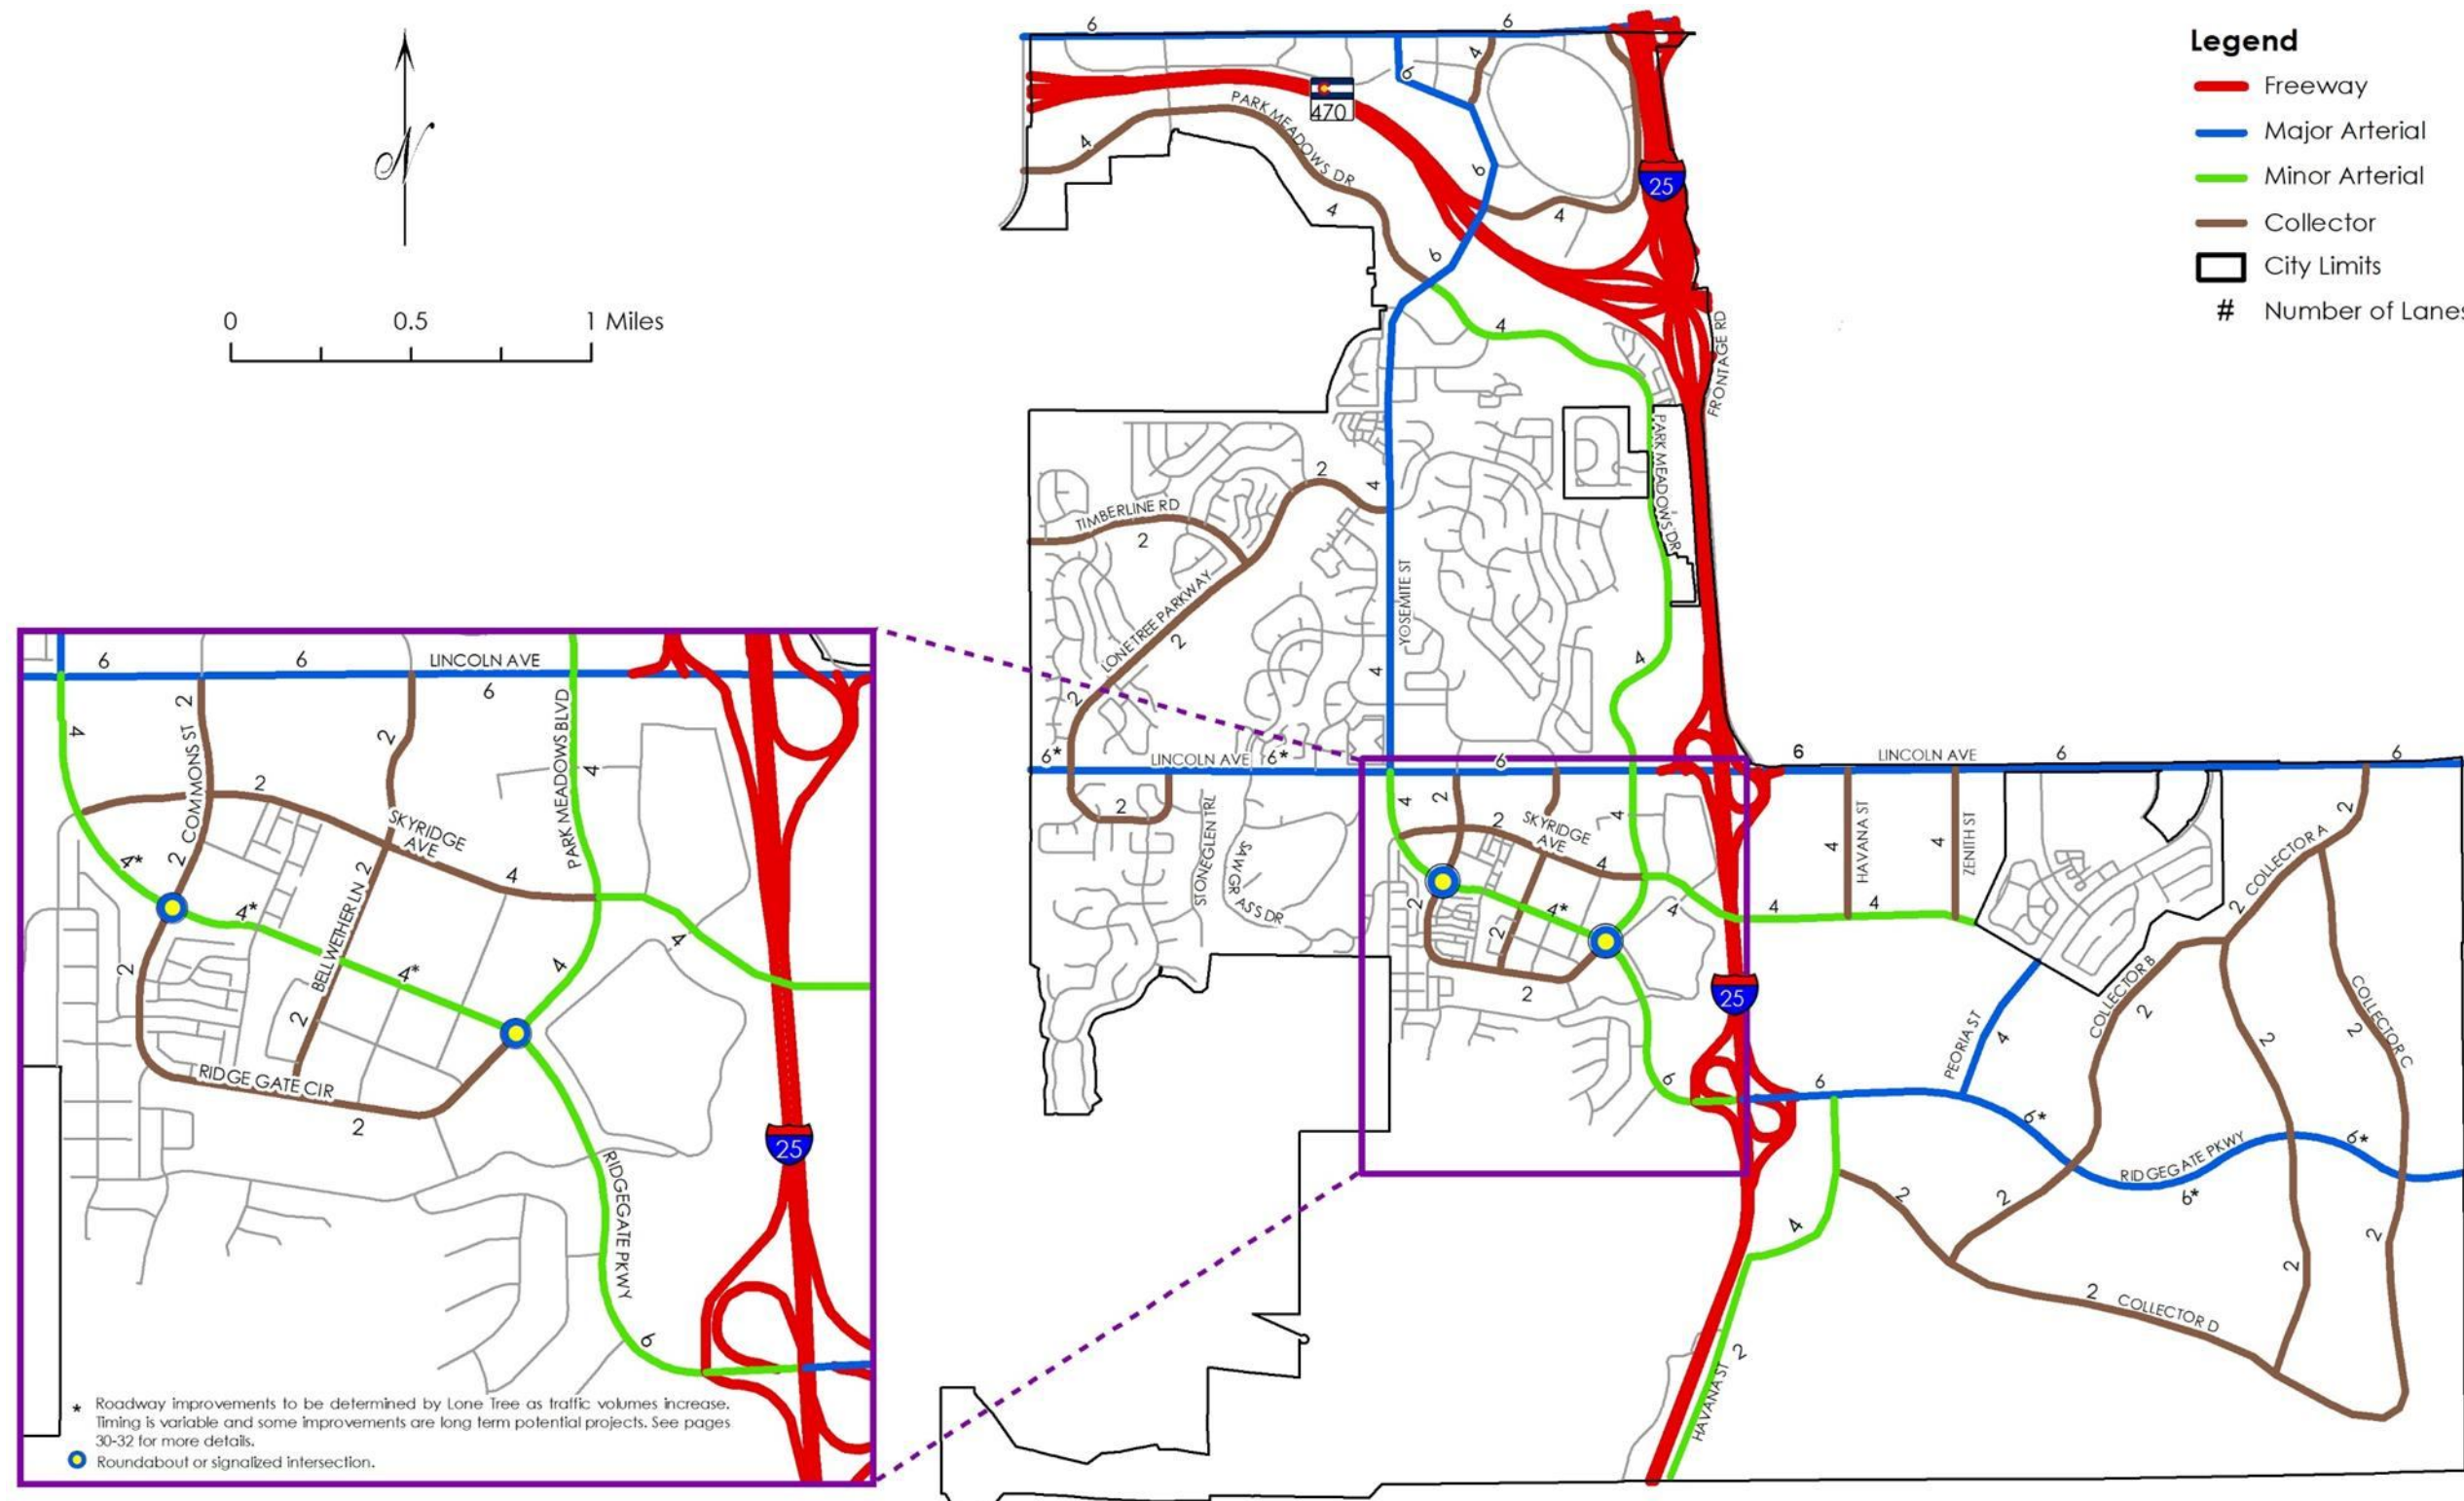 6
6
4
6
470
PARK MEADOWS DR
4
4
6
4
25
6
4
FRONTAGE RD
Legend
Freeway
Major Arterial
Minor Arterial
Collector
City Limits
# Number of Lanes
N
0 0.5 1 Miles
PARK MEADOWS DR
2
4
TIMBERLINE RD
2
YOSEMITE ST
LONE TREE PARKWAY
2
2
4
4
6*
LINCOLN AVE
6*
6
6
LINCOLN AVE
6
6
2
STONEGLEN TRL
SAWGRASS DR
4
2
2
SKYRIDGE
AVE
4
4
4
2
4*
2
2
4
4
4
HAVANA ST
4
ZENITH ST
4
25
2
COLLECTOR A
2
COLLECTOR B
2
2
COLLECTOR C
2
PEORIA ST
4
6
6
6*
RIDGEGATE PKWY
6*
6*
2
2
4
2
2
2
COLLECTOR D
HAVANA ST
2
6
6
LINCOLN AVE
6
4
2
COMMONS ST
2
2
2
SKYRIDGE
AVE
PARK MEADOWS BLVD
4
4*
4*
4
BELLWETHER LN
2
4*
4
4
2
2
RIDGE GATE CIR
2
25
RIDGEGATE PKWY
6
* Roadway improvements to be determined by Lone Tree as traffic volumes increase.
Timing is variable and some improvements are long term potential projects. See pages
30-32 for more details.
Roundabout or signalized intersection.